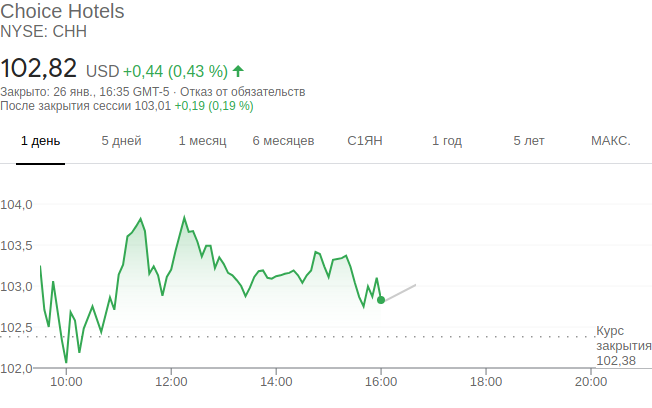 Choice Hotels
NYSE: CHH
102,82 USD +0,44 (0,43 %)
Закрыто: 26 янв., 16:35 GMT-5 · Отказ от обязательств
После закрытия сессии 103,01 +0,19 (0,19 %)
1 день 5 дней 1 месяц 6 месяцев С1ЯН 1 год 5 лет МАКС.
104,0
103,5
103,0
102,5
102,0
Курс
закрытия
102,38
10:00 12:00 14:00 16:00 18:00 20:00